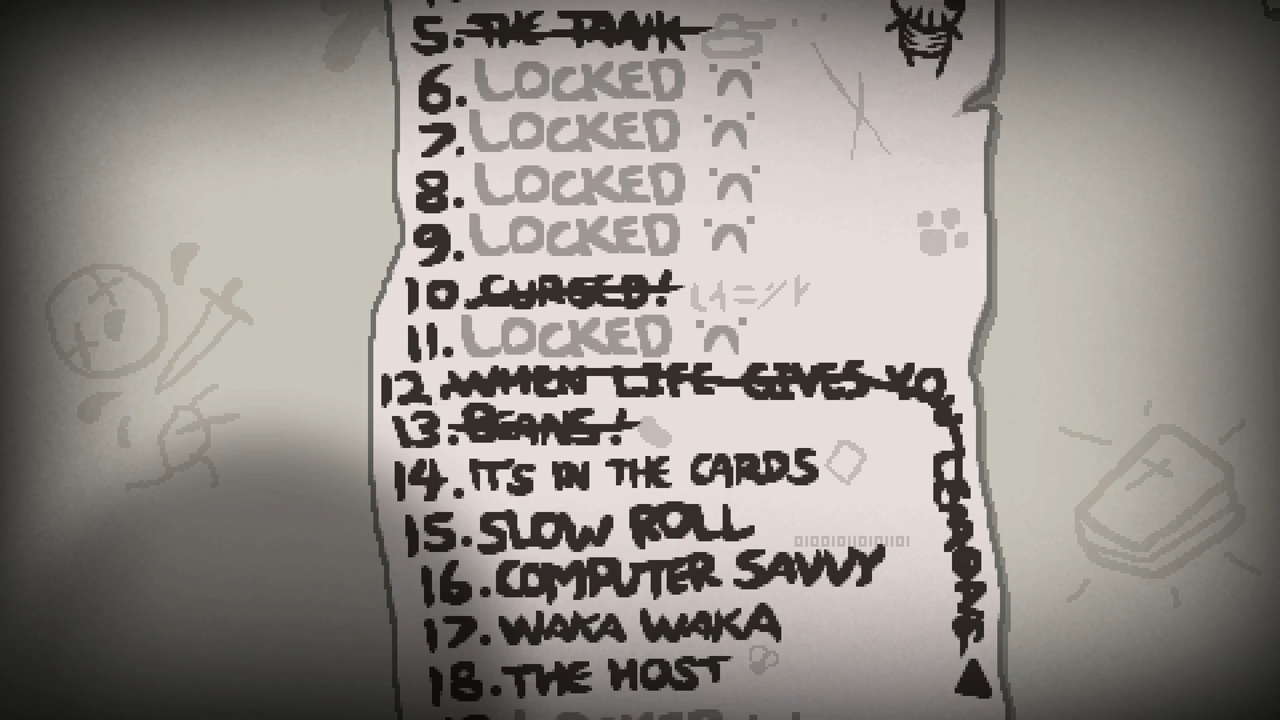 5. THE TANK
6. LOCKED
7. LOCKED
8. LOCKED
9. LOCKED
10. CURSED!
11. LOCKED
12 WHEN LIFE GIVES YOU LEMONS
13. BEANS!
14. IT'S IN THE CARDS
15. SLOW ROLL
010010110101101
16. COMPUTER SAVVY
17. WAKA WAKA
18. THE HOST
LOCKED